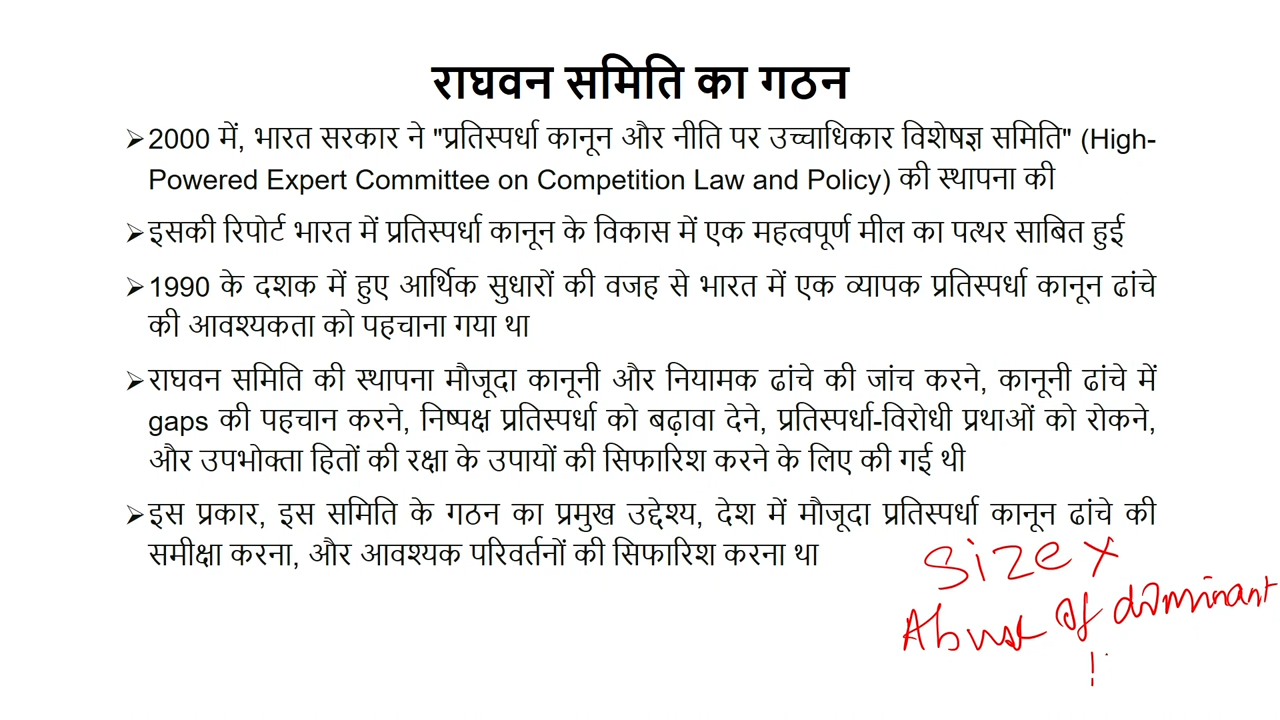 राघवन समिति का गठन
➢ 2000 में, भारत सरकार ने "प्रतिस्पर्धा कानून और नीति पर उच्चाधिकार विशेषज्ञ समिति" (High-
Powered Expert Committee on Competition Law and Policy) की स्थापना की
➢ इसकी रिपोर्ट भारत में प्रतिस्पर्धा कानून के विकास में एक महत्वपूर्ण मील का पत्थर साबित हुई
➢ 1990 के दशक में हुए आर्थिक सुधारों की वजह से भारत में एक व्यापक प्रतिस्पर्धा कानून ढांचे
की आवश्यकता को पहचाना गया था
➢ राघवन समिति की स्थापना मौजूदा कानूनी और नियामक ढांचे की जांच करने, कानूनी ढांचे में
gaps की पहचान करने, निष्पक्ष प्रतिस्पर्धा को बढ़ावा देने, प्रतिस्पर्धा-विरोधी प्रथाओं को रोकने,
और उपभोक्ता हितों की रक्षा के उपायों की सिफारिश करने के लिए की गई थी
➢ इस प्रकार, इस समिति के गठन का प्रमुख उद्देश्य, देश में मौजूदा प्रतिस्पर्धा कानून ढांचे की
समीक्षा करना, और आवश्यक परिवर्तनों की सिफारिश करना था
Size x
Abuse of dominant